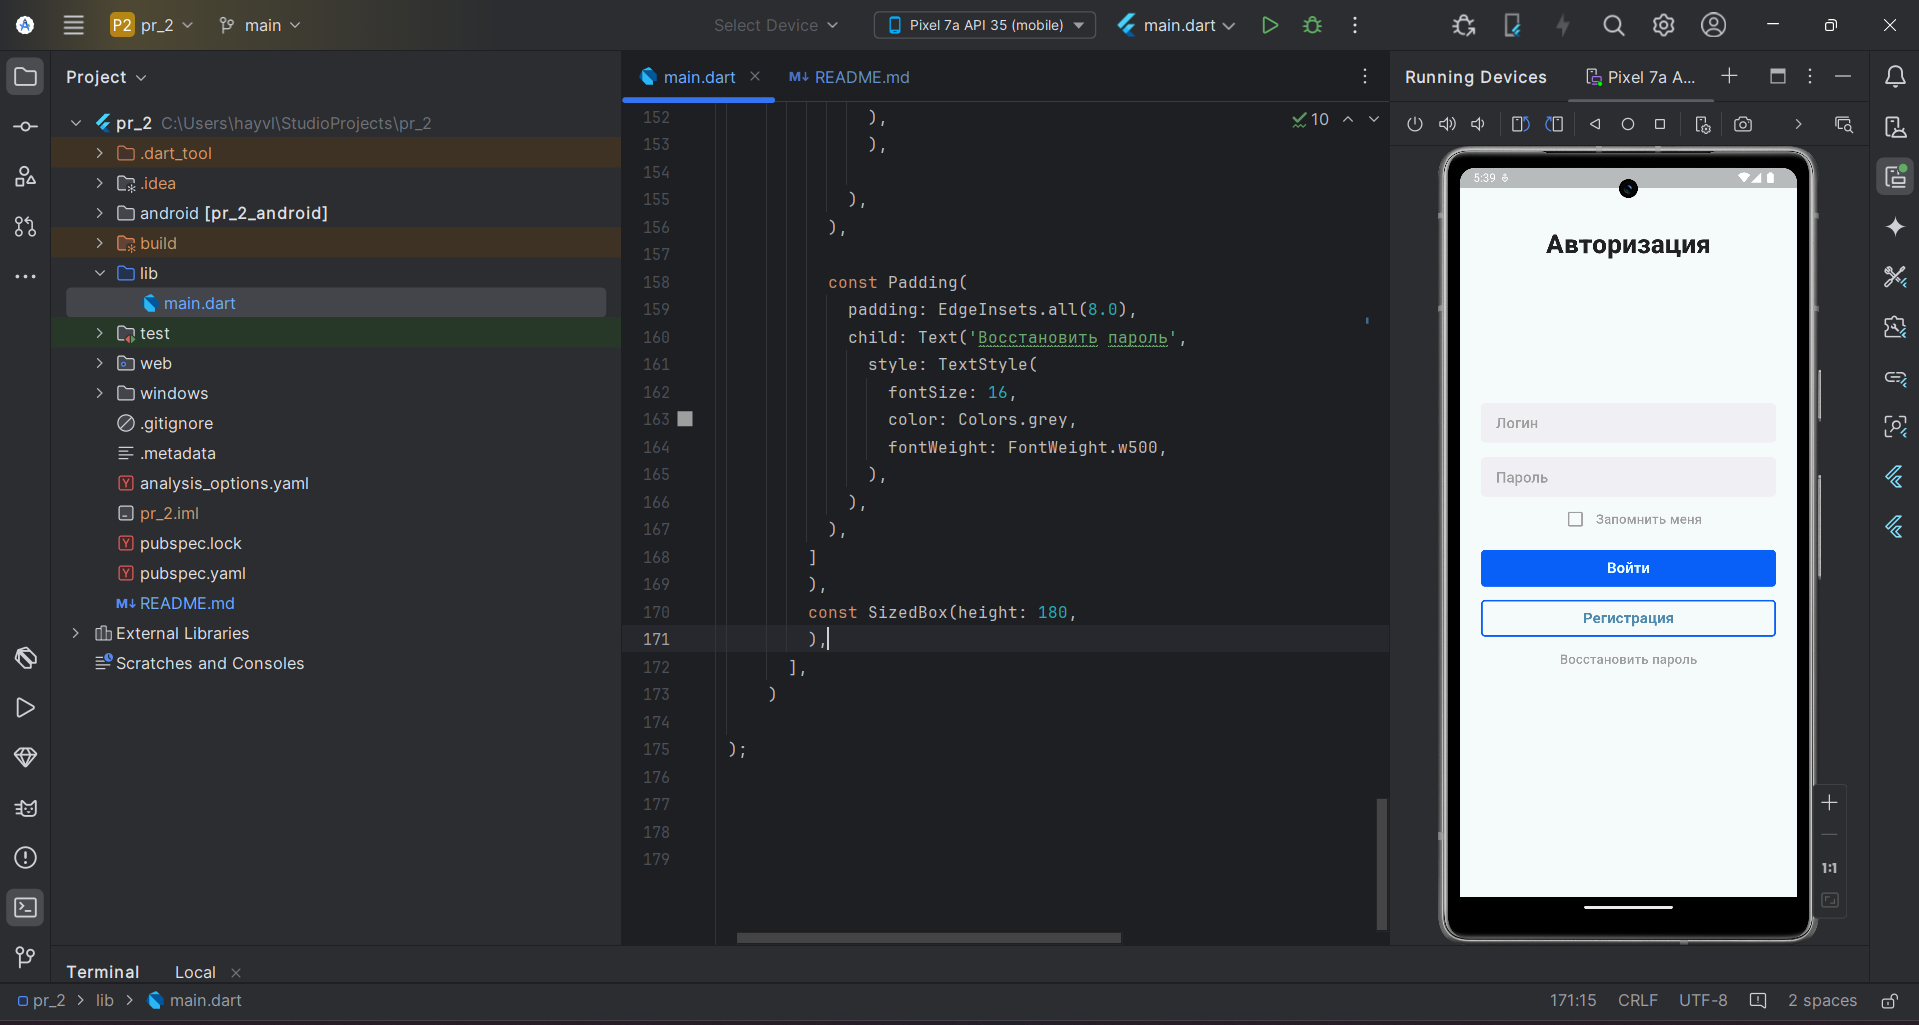 P2 pr_2 main Select Device Pixel 7a API 35 (mobile) main.dart
Project
pr_2 C:\Users\hayvl\StudioProjects\pr_2
.dart_tool
.idea
android [pr_2_android]
build
lib
main.dart
test
web
windows
.gitignore
.metadata
analysis_options.yaml
pr_2.iml
pubspec.lock
pubspec.yaml
M↓ README.md
External Libraries
Scratches and Consoles
main.dart M↓ README.md
10
152 ),
153 ),
154
155 ),
156 ),
157
158 const Padding(
159 padding: EdgeInsets.all(8.0),
160 child: Text('Восстановить пароль',
161 style: TextStyle(
162 fontSize: 16,
163 color: Colors.grey,
164 fontWeight: FontWeight.w500,
165 ),
166 ),
167 ),
168 ]
169 ),
170 const SizedBox(height: 180,
171 ),
172 ],
173 )
174
175 );
176
177
178
179
Running Devices Pixel 7a A...
5:39
Авторизация
Логин
Пароль
Запомнить меня
Войти
Регистрация
Восстановить пароль
1:1
Terminal Local
pr_2 > lib > main.dart
171:15 CRLF UTF-8 2 spaces